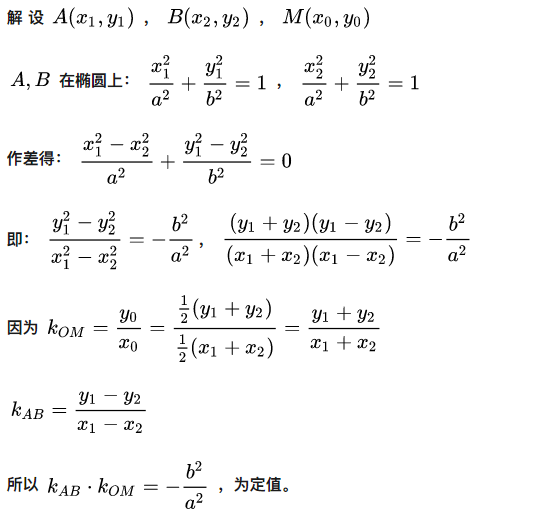 解 设 $A(x_1, y_1)$ ， $B(x_2, y_2)$ ， $M(x_0, y_0)$
$A, B$ 在椭圆上： $\frac{x_1^2}{a^2} + \frac{y_1^2}{b^2} = 1$ ， $\frac{x_2^2}{a^2} + \frac{y_2^2}{b^2} = 1$
作差得： $\frac{x_1^2 - x_2^2}{a^2} + \frac{y_1^2 - y_2^2}{b^2} = 0$
即： $\frac{y_1^2 - y_2^2}{x_1^2 - x_2^2} = -\frac{b^2}{a^2}$ ， $\frac{(y_1 + y_2)(y_1 - y_2)}{(x_1 + x_2)(x_1 - x_2)} = -\frac{b^2}{a^2}$
因为 $k_{OM} = \frac{y_0}{x_0} = \frac{\frac{1}{2}(y_1 + y_2)}{\frac{1}{2}(x_1 + x_2)} = \frac{y_1 + y_2}{x_1 + x_2}$
$k_{AB} = \frac{y_1 - y_2}{x_1 - x_2}$
所以 $k_{AB} \cdot k_{OM} = -\frac{b^2}{a^2}$ ，为定值。